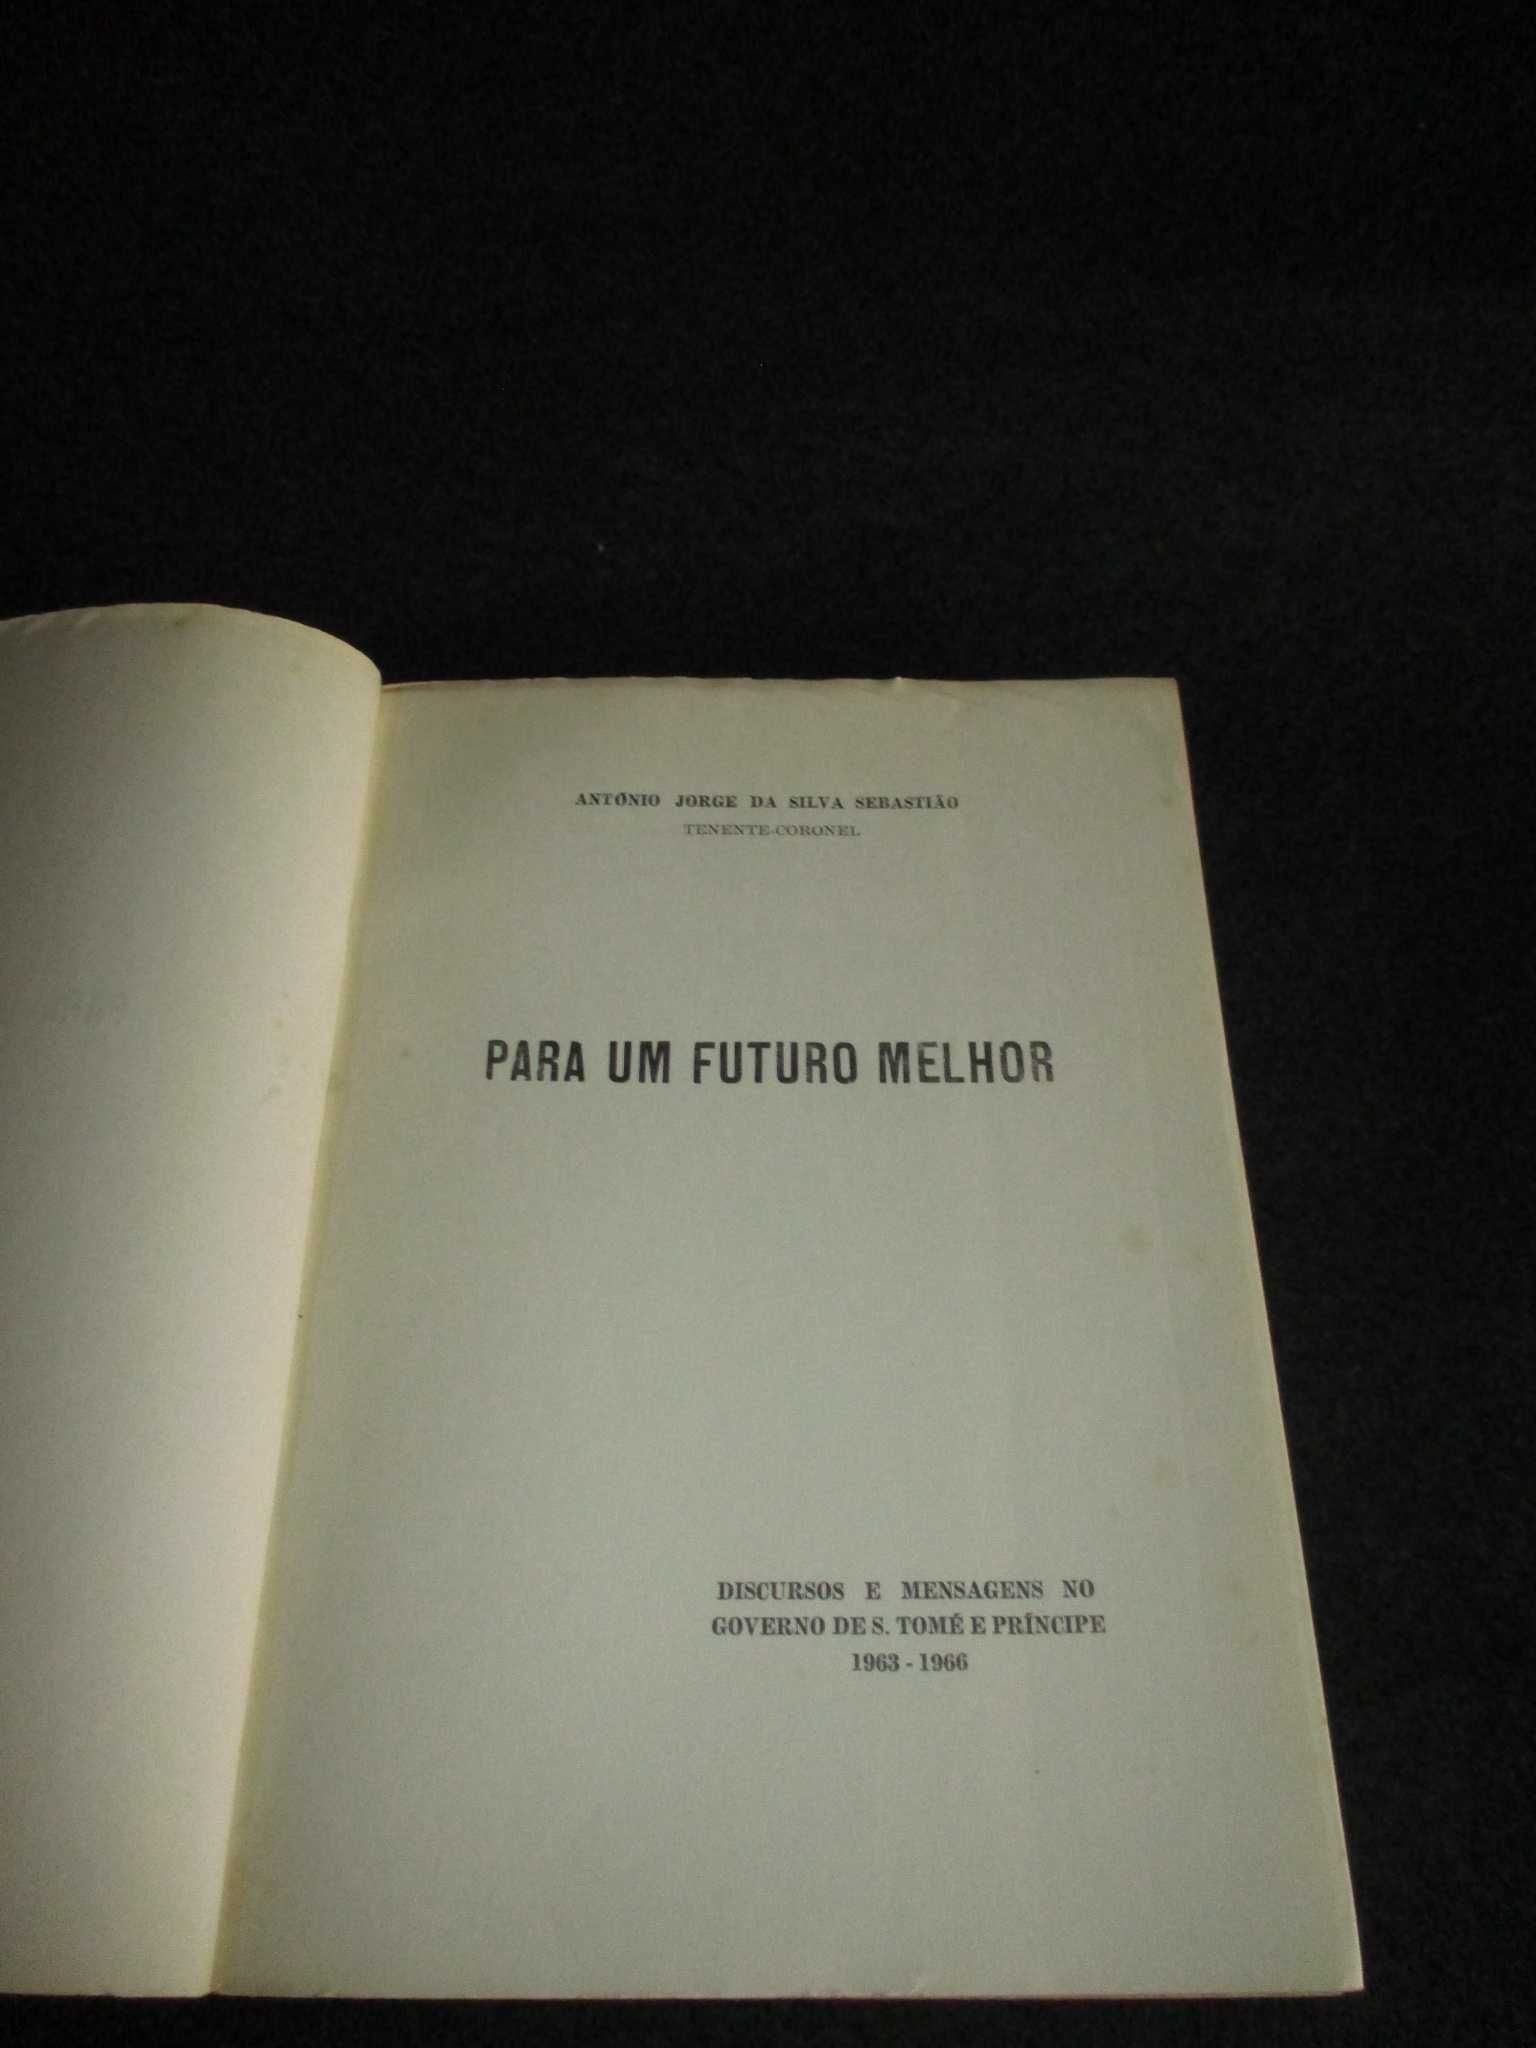 ANTÓNIO JORGE DA SILVA SEBASTIÃO
TENENTE-CORONEL
PARA UM FUTURO MELHOR
DISCURSOS E MENSAGENS NO
GOVERNO DE S. TOMÉ E PRÍNCIPE
1963 - 1966